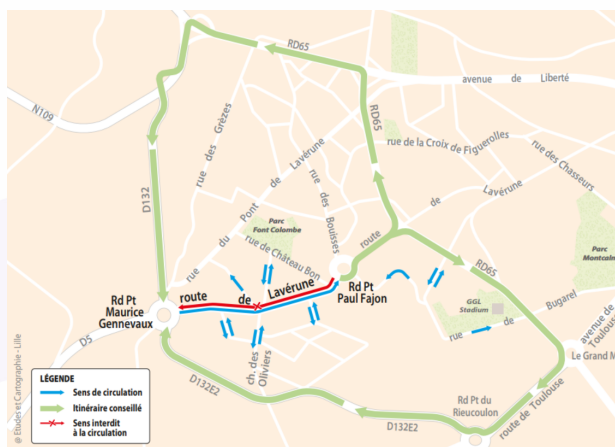 RD65
avenue de Liberté
N109
RD65
rue des Grèzes
rue du Pont de Lavérune
rue de la Croix de Figuerolles
rue des Chasseurs
rue des Bouisses
de Lavérune
D132
Parc
Font Colombe
rue de Château Bon
route
Parc
Montcalm
RD65
route de Lavérune
Rd Pt
Maurice
Gennevaux
Rd Pt
Paul Fajon
GGL
Stadium
rue de Bugarel
avenue de
Toulouse
D5
Le Grand M
ch. des
Oliviers
D132E2
Rd Pt du
Rieucoulon
route de Toulouse
D132E2
LÉGENDE
Sens de circulation
Itinéraire conseillé
Sens interdit
à la circulation
@ Etudes et Cartographie - Lille